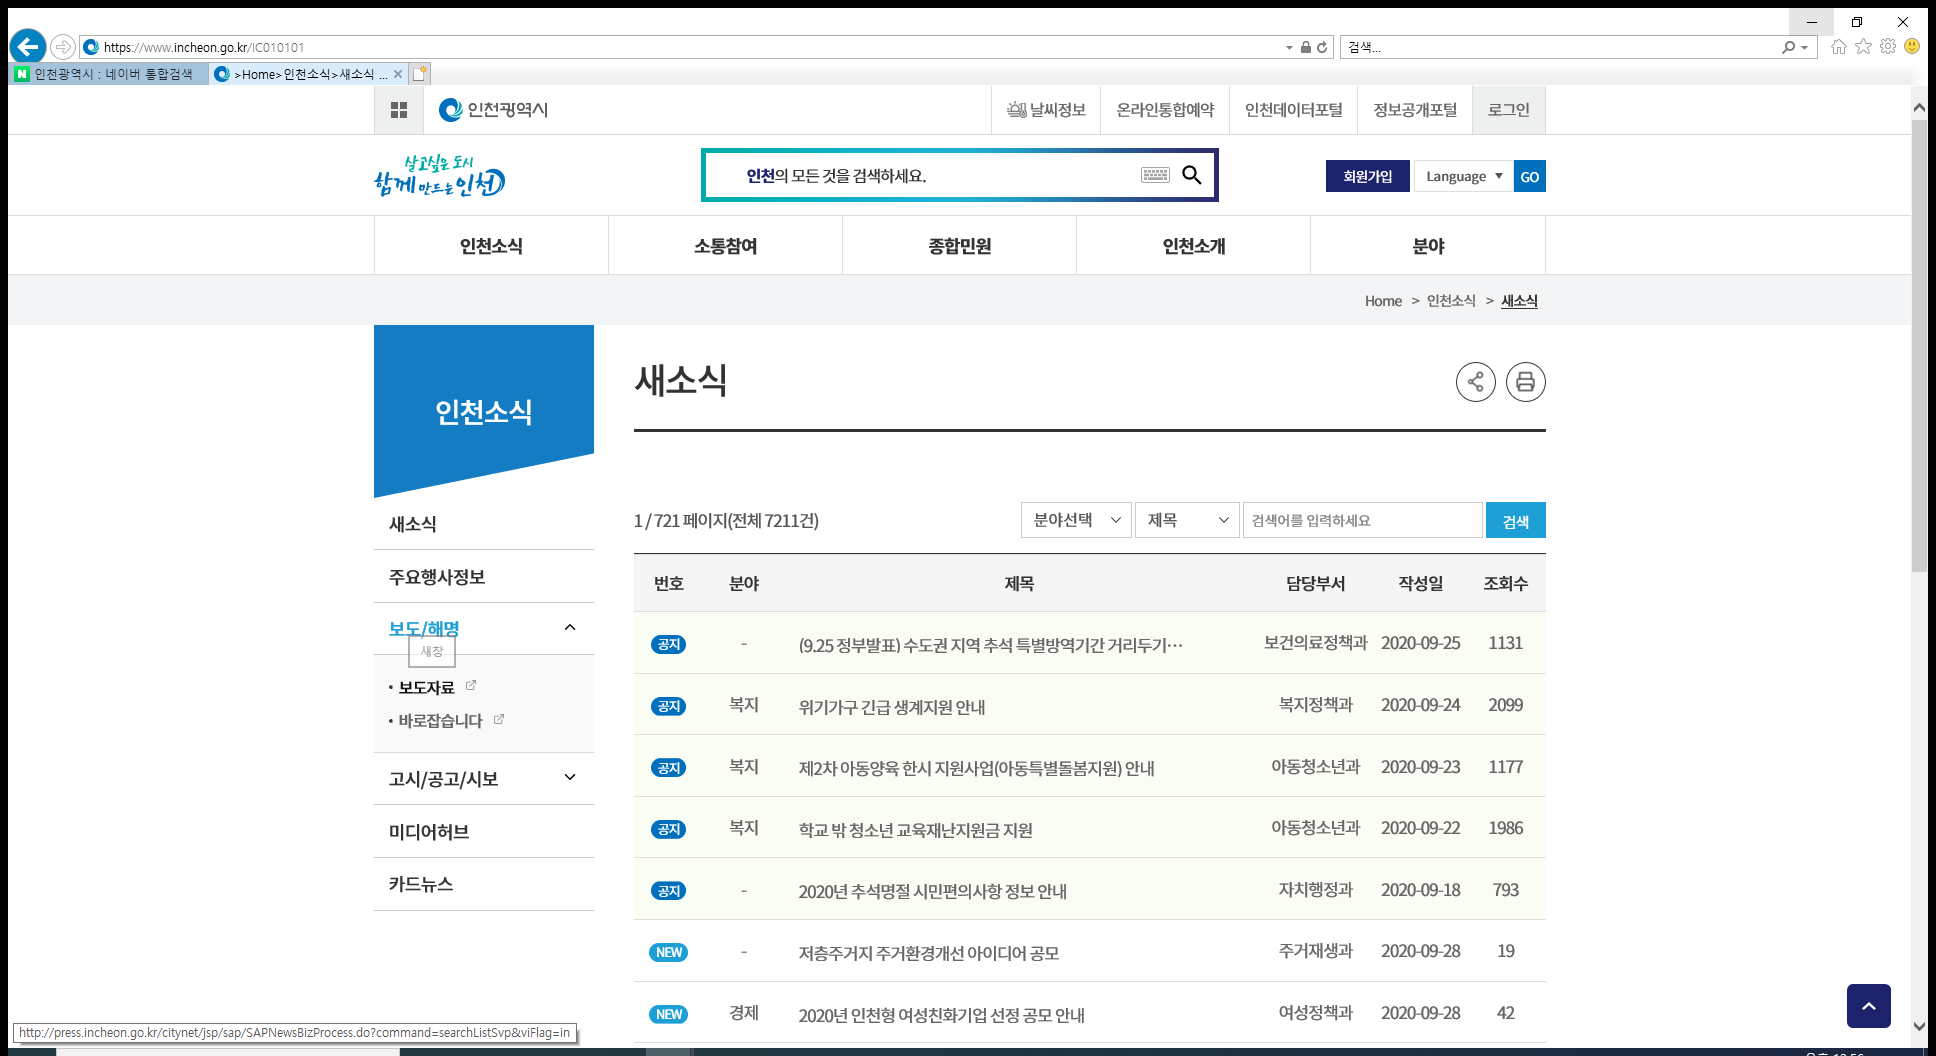 https://www.incheon.go.kr/IC010101
검색...
인천광역시 : 네이버 통합검색
>Home>인천소식>새소식 ...
인천광역시
날씨정보
온라인통합예약
인천데이터포털
정보공개포털
로그인
살고싶은 도시
함께 만드는 인천
인천의 모든 것을 검색하세요.
회원가입
Language
GO
인천소식
소통참여
종합민원
인천소개
분야
Home > 인천소식 > 새소식
인천소식
새소식
주요행사정보
보도/해명
새창
보도자료
바로잡습니다
고시/공고/시보
미디어허브
카드뉴스
새소식
1 / 721 페이지(전체 7211건)
분야선택
제목
검색어를 입력하세요
검색
번호 분야 제목 담당부서 작성일 조회수
공지 - (9.25 정부발표) 수도권 지역 추석 특별방역기간 거리두기… 보건의료정책과 2020-09-25 1131
공지 복지 위기가구 긴급 생계지원 안내 복지정책과 2020-09-24 2099
공지 복지 제2차 아동양육 한시 지원사업(아동특별돌봄지원) 안내 아동청소년과 2020-09-23 1177
공지 복지 학교 밖 청소년 교육재난지원금 지원 아동청소년과 2020-09-22 1986
공지 - 2020년 추석명절 시민편의사항 정보 안내 자치행정과 2020-09-18 793
NEW - 저층주거지 주거환경개선 아이디어 공모 주거재생과 2020-09-28 19
NEW 경제 2020년 인천형 여성친화기업 선정 공모 안내 여성정책과 2020-09-28 42
http://press.incheon.go.kr/citynet/jsp/sap/SAPNewsBizProcess.do?command=searchListSvp&viFlag=in